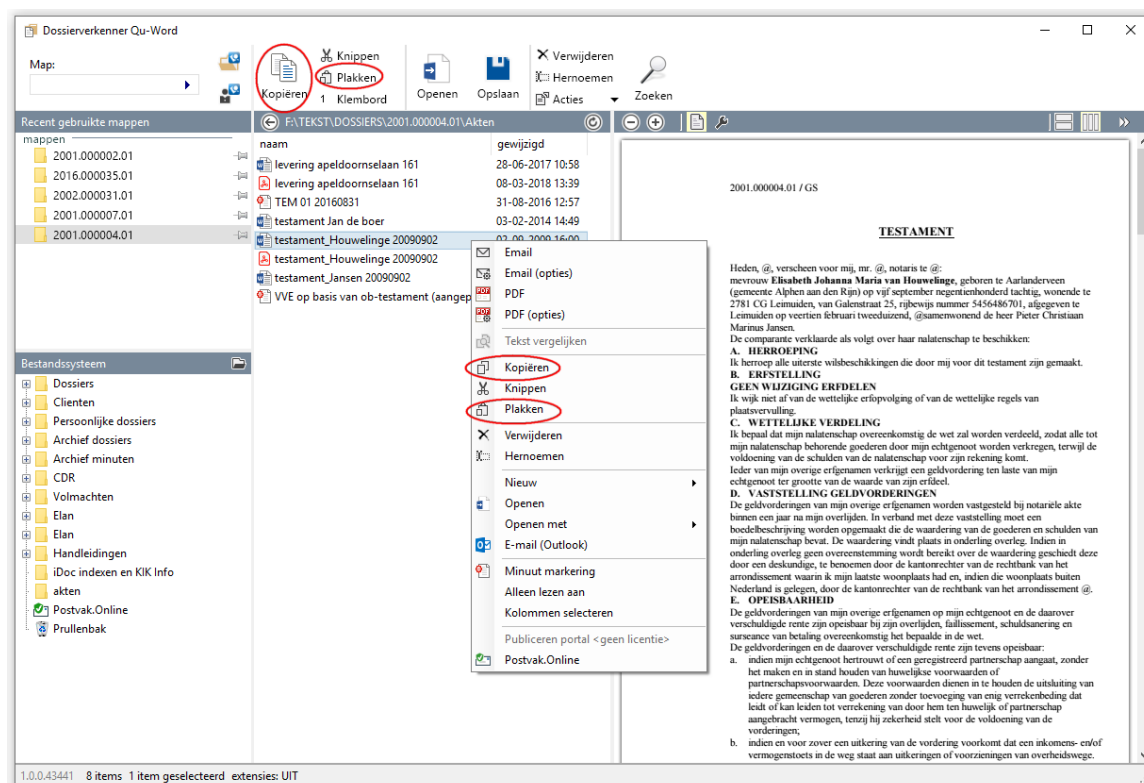 Dossierverkenner Qu-Word
Map:
Kopiëren
Knippen
Plakken
1 Klembord
Openen
Opslaan
Verwijderen
Hernoemen
Acties
Zoeken
Recent gebruikte mappen
mappen
2001.000002.01
2016.000035.01
2002.000031.01
2001.000007.01
2001.000004.01
Bestandssysteem
Dossiers
Clienten
Persoonlijke dossiers
Archief dossiers
Archief minuten
CDR
Volmachten
Elan
Elan
Handleidingen
iDoc indexen en KIK Info
akten
Postvak.Online
Prullenbak
F:\TEKST\DOSSIERS\2001.000004.01\Akten
naam gewijzigd
levering apeldoornselaan 161 28-06-2017 10:58
levering apeldoornselaan 161 08-03-2018 13:39
TEM 01 20160831 31-08-2016 12:57
testament Jan de boer 03-02-2014 14:49
testament_Houwelinge 20090902 02-09-2009 16:00
testament_Houwelinge 20090902
testament_Jansen 20090902
VVE op basis van ob-testament (aangep
Email
Email (opties)
PDF
PDF (opties)
Tekst vergelijken
Kopiëren
Knippen
Plakken
Verwijderen
Hernoemen
Nieuw
Openen
Openen met
E-mail (Outlook)
Minuut markering
Alleen lezen aan
Kolommen selecteren
Publiceren portal <geen licentie>
Postvak.Online
2001.000004.01 / GS
TESTAMENT
Heden, @, verscheen voor mij, mr. @, notaris te @:
mevrouw Elisabeth Johanna Maria van Houwelinge, geboren te Aarlanderveen
(gemeente Alphen aan den Rijn) op vijf september negentienhonderd tachtig, wonende te
2781 CG Leimuiden, van Galenstraat 25, rijbewijs nummer 5456486701, afgegeven te
Leimuiden op veertien februari tweeduizend, @samenwonend de heer Pieter Christiaan
Marinus Jansen.
De comparante verklaarde als volgt over haar nalatenschap te beschikken:
A. HERROEPING
Ik herroep alle uiterste wilsbeschikkingen die door mij voor dit testament zijn gemaakt.
B. ERFSTELLING
GEEN WIJZIGING ERFDELEN
Ik wijk niet af van de wettelijke erfopvolging of van de wettelijke regels van
plaatsvervulling.
C. WETTELIJKE VERDELING
Ik bepaal dat mijn nalatenschap overeenkomstig de wet zal worden verdeeld, zodat alle tot
mijn nalatenschap behorende goederen door mijn echtgenoot worden verkregen, terwijl de
voldoening van de schulden van de nalatenschap voor zijn rekening komt.
Ieder van mijn overige erfgenamen verkrijgt een geldvordering ten laste van mijn
echtgenoot ter grootte van de waarde van zijn erfdeel.
D. VASTSTELLING GELDVORDERINGEN
De geldvorderingen van mijn overige erfgenamen worden vastgesteld bij notariële akte
binnen een jaar na mijn overlijden. In verband met deze vaststelling moet een
boedelbeschrijving worden opgemaakt die de waardering van de goederen en schulden van
mijn nalatenschap bevat. De waardering vindt plaats in onderling overleg. Indien in
onderling overleg geen overeenstemming wordt bereikt over de waardering geschiedt deze
door een deskundige, te benoemen door de kantonrechter van de rechtbank van het
arrondissement waarin ik mijn laatste woonplaats had en, indien die woonplaats buiten
Nederland is gelegen, door de kantonrechter van de rechtbank van het arrondissement @.
E. OPEISBAARHEID
De geldvorderingen van mijn overige erfgenamen op mijn echtgenoot en de daarover
verschuldigde rente zijn opeisbaar bij zijn overlijden, faillissement, schuldsanering en
surseance van betaling overeenkomstig het bepaalde in de wet.
De geldvorderingen en de daarover verschuldigde rente zijn tevens opeisbaar:
a. indien mijn echtgenoot hertrouwt of een geregistreerd partnerschap aangaat, zonder
het maken en in stand houden van huwelijkse voorwaarden of
partnerschapsvoorwaarden. Deze voorwaarden dienen in te houden de uitsluiting van
iedere gemeenschap van goederen zonder toevoeging van enig verrekenbeding dat
leidt of kan leiden tot verrekening van door hem ten huwelijk of partnerschap
aangebracht vermogen, tenzij hij zekerheid stelt voor de voldoening van de
vorderingen;
b. indien en voor zover een uitkering van de vordering voorkomt dat een inkomens- en/of
vermogenstoets in de weg staat aan uitkeringen of voorzieningen van overheidswege.
1.0.0.43441 8 items 1 item geselecteerd extensies: UIT